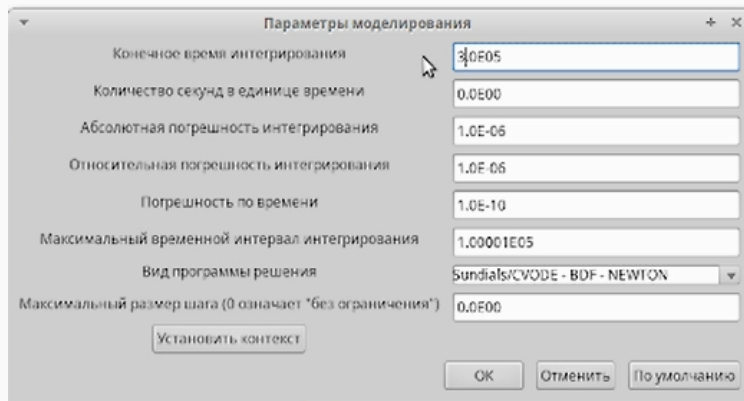 Параметры моделирования
Конечное время интегрирования 3.0E05
Количество секунд в единице времени 0.0E00
Абсолютная погрешность интегрирования 1.0E-06
Относительная погрешность интегрирования 1.0E-06
Погрешность по времени 1.0E-10
Максимальный временной интервал интегрирования 1.00001E05
Вид программы решения Sundials/CVODE - BDF - NEWTON
Максимальный размер шага (0 означает "без ограничения") 0.0E00
Установить контекст
ОК Отменить По умолчанию